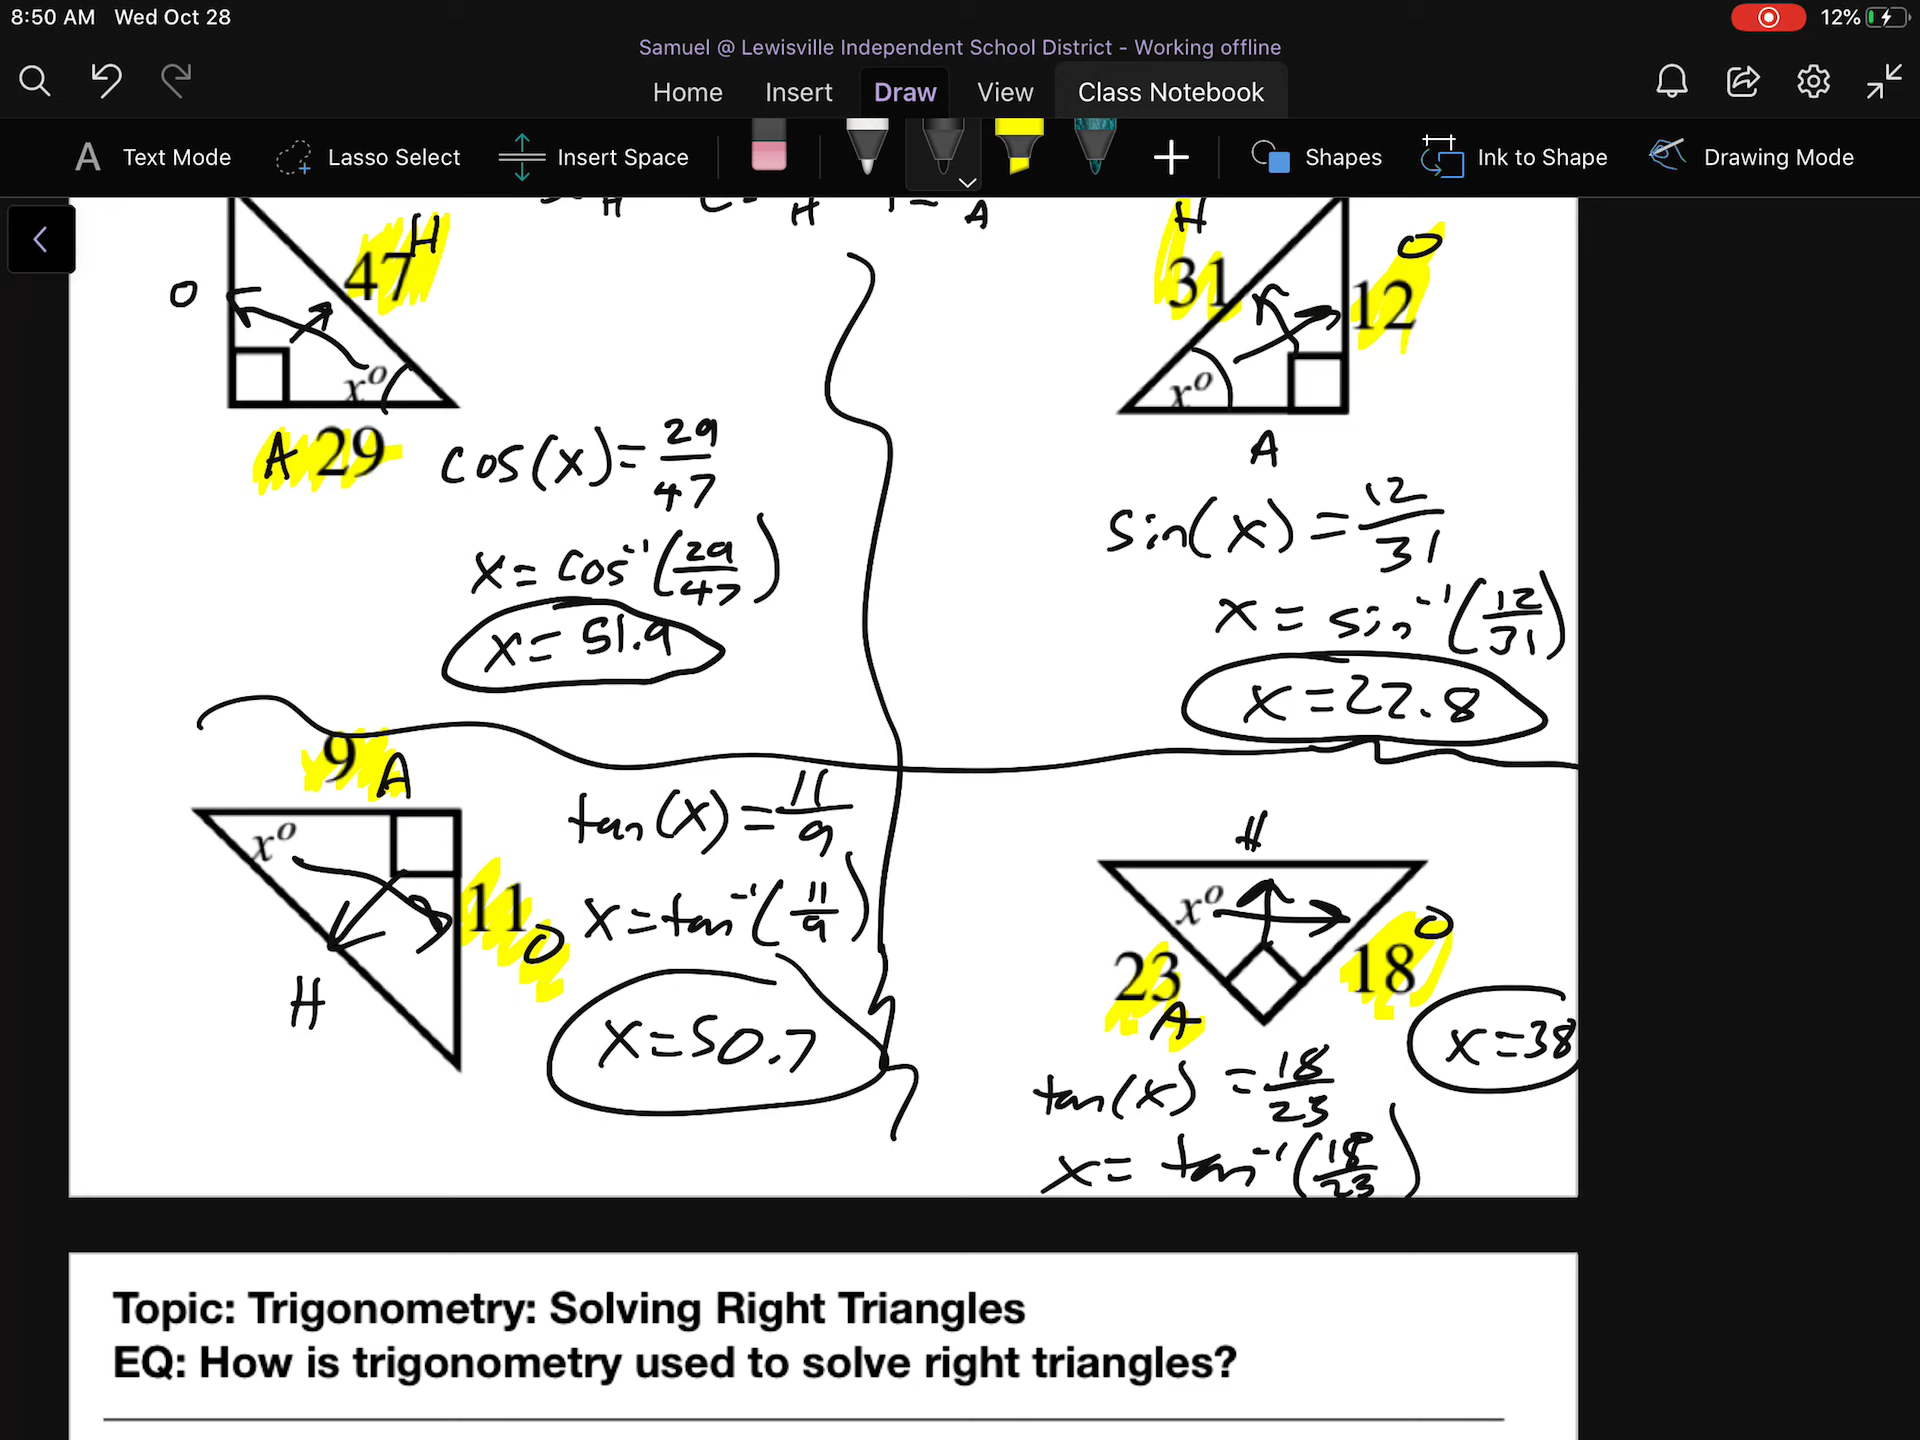 8:50 AM Wed Oct 28
12%
Samuel @ Lewisville Independent School District - Working offline
Home Insert Draw View Class Notebook
A Text Mode Lasso Select Insert Space Shapes Ink to Shape Drawing Mode
H H A
47 H
O
x°
A 29
cos(x) = 29/47
x = cos⁻¹(29/47)
x = 51.9
H
31
O
12
x°
A
sin(x) = 12/31
x = sin⁻¹(12/31)
x = 22.8
9 A
x°
11 O
H
tan(x) = 11/9
x = tan⁻¹(11/9)
x = 50.7
H
x°
23 A
18 O
x = 38
tan(x) = 18/23
x = tan⁻¹(18/23)
Topic: Trigonometry: Solving Right Triangles
EQ: How is trigonometry used to solve right triangles?